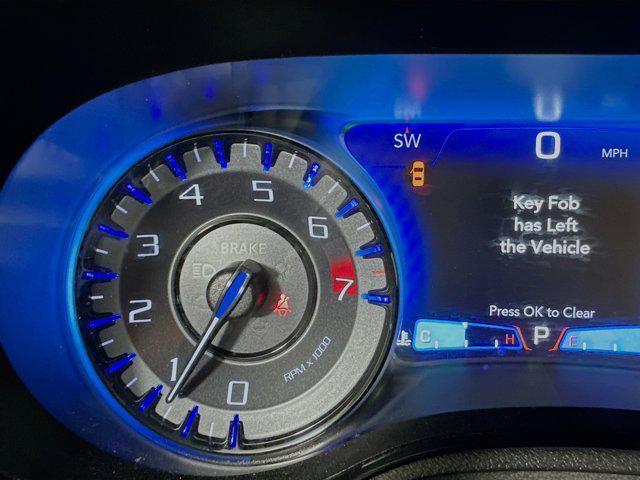 SW
0
MPH
Key Fob
has Left
the Vehicle
Press OK to Clear
C
H
P
E
BRAKE
0
1
2
3
4
5
6
7
RPM x 1000